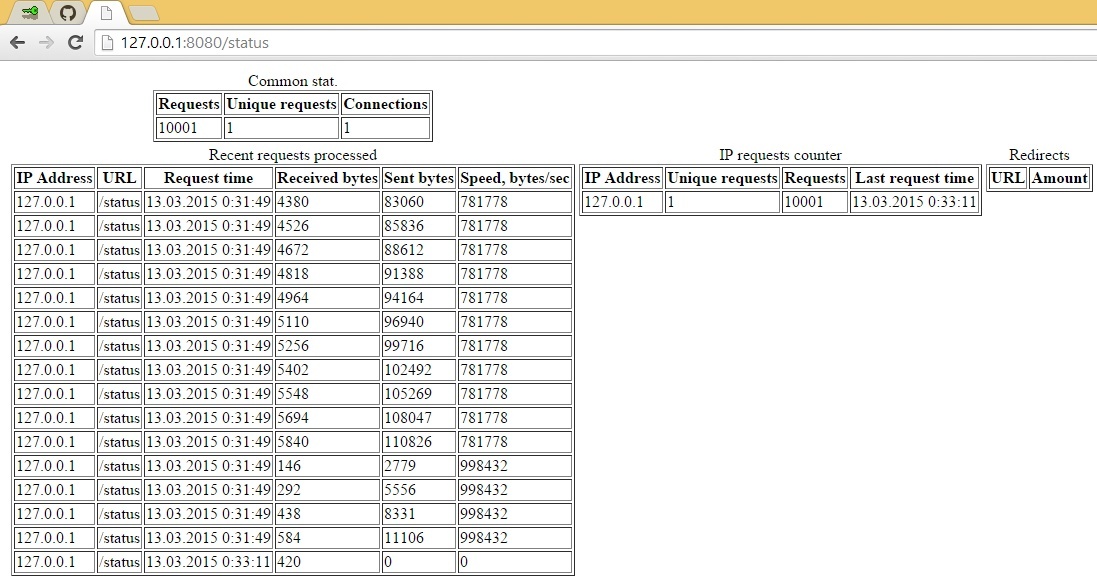 127.0.0.1:8080/status
Common stat.
Requests Unique requests Connections
10001 1 1
Recent requests processed
IP Address URL Request time Received bytes Sent bytes Speed, bytes/sec
127.0.0.1 /status 13.03.2015 0:31:49 4380 83060 781778
127.0.0.1 /status 13.03.2015 0:31:49 4526 85836 781778
127.0.0.1 /status 13.03.2015 0:31:49 4672 88612 781778
127.0.0.1 /status 13.03.2015 0:31:49 4818 91388 781778
127.0.0.1 /status 13.03.2015 0:31:49 4964 94164 781778
127.0.0.1 /status 13.03.2015 0:31:49 5110 96940 781778
127.0.0.1 /status 13.03.2015 0:31:49 5256 99716 781778
127.0.0.1 /status 13.03.2015 0:31:49 5402 102492 781778
127.0.0.1 /status 13.03.2015 0:31:49 5548 105269 781778
127.0.0.1 /status 13.03.2015 0:31:49 5694 108047 781778
127.0.0.1 /status 13.03.2015 0:31:49 5840 110826 781778
127.0.0.1 /status 13.03.2015 0:31:49 146 2779 998432
127.0.0.1 /status 13.03.2015 0:31:49 292 5556 998432
127.0.0.1 /status 13.03.2015 0:31:49 438 8331 998432
127.0.0.1 /status 13.03.2015 0:31:49 584 11106 998432
127.0.0.1 /status 13.03.2015 0:33:11 420 0 0
IP requests counter
IP Address Unique requests Requests Last request time
127.0.0.1 1 10001 13.03.2015 0:33:11
Redirects
URL Amount